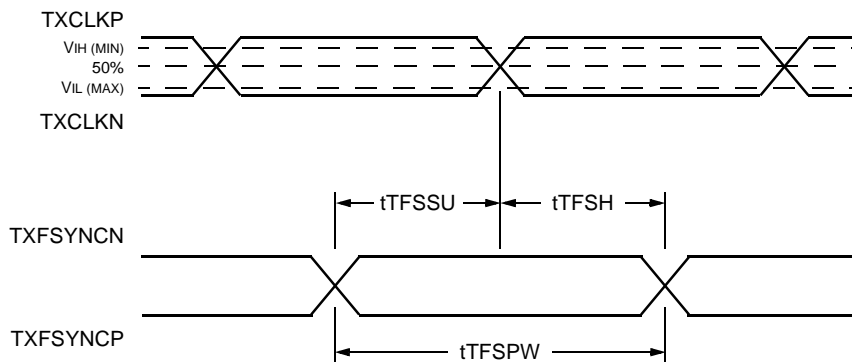 TXCLKP
VIH (MIN)
50%
VIL (MAX)
TXCLKN
tTFSSU
tTFSH
TXFSYNCN
TXFSYNCP
tTFSPW